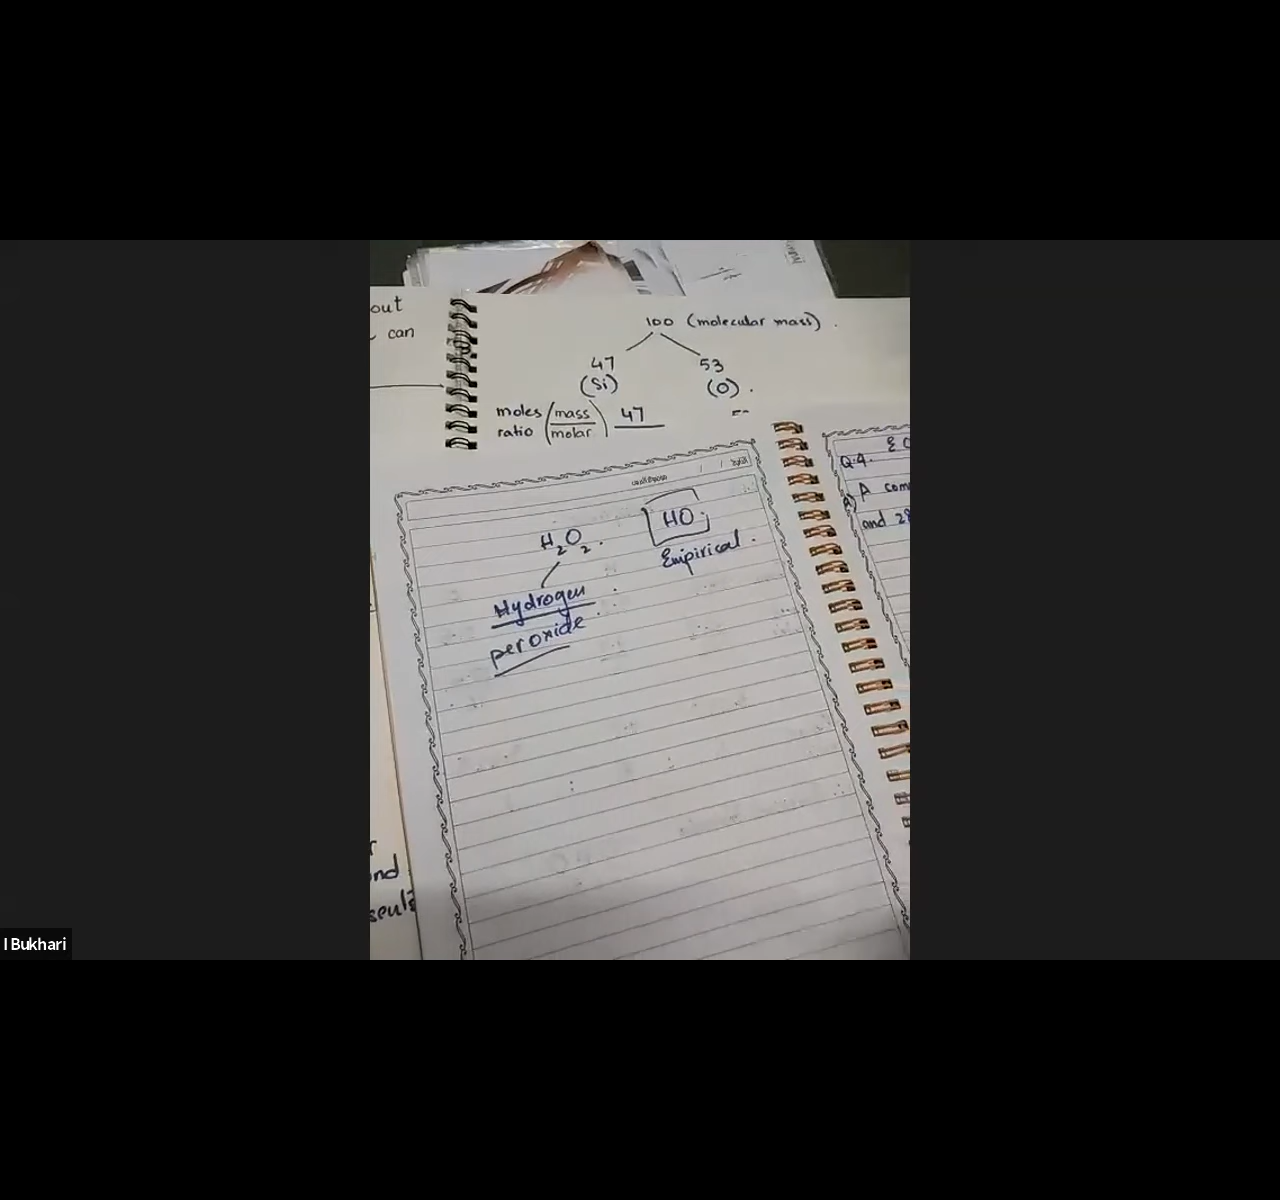 out
can
100 (molecular mass).
47 53
(Si) (O).
moles (mass 47
ratio molar)
H2O2. HO.
Empirical.
Hydrogen
peroxide
Q.4.
A com
a)
and 28
nd
I Bukhari